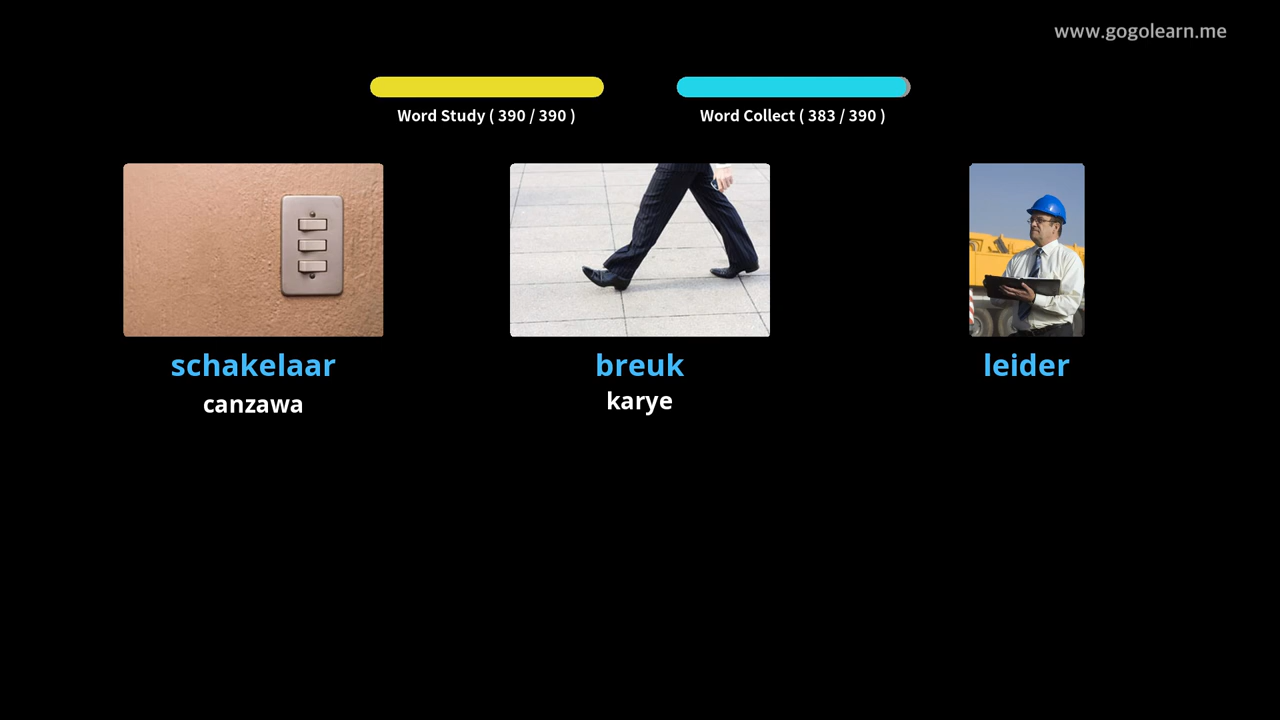 www.gogolearn.me
Word Study ( 390 / 390 )
Word Collect ( 383 / 390 )
schakelaar
canzawa
breuk
karye
leider